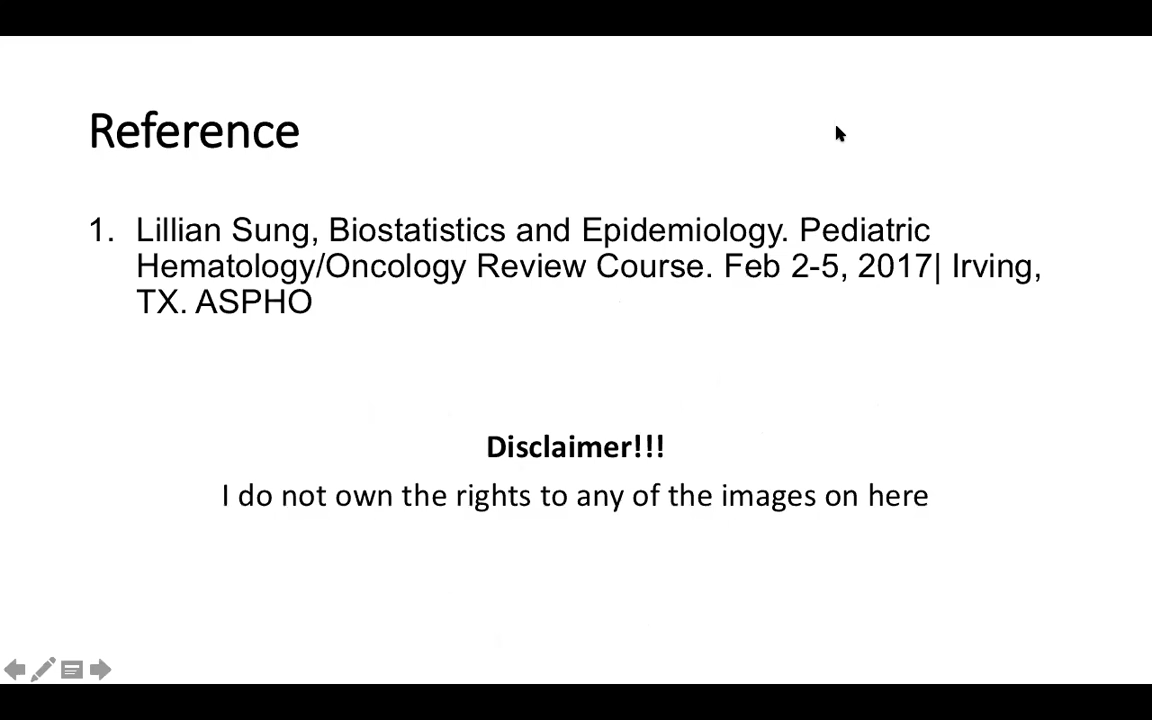 Reference
1. Lillian Sung, Biostatistics and Epidemiology. Pediatric
Hematology/Oncology Review Course. Feb 2-5, 2017| Irving,
TX. ASPHO
Disclaimer!!!
I do not own the rights to any of the images on here